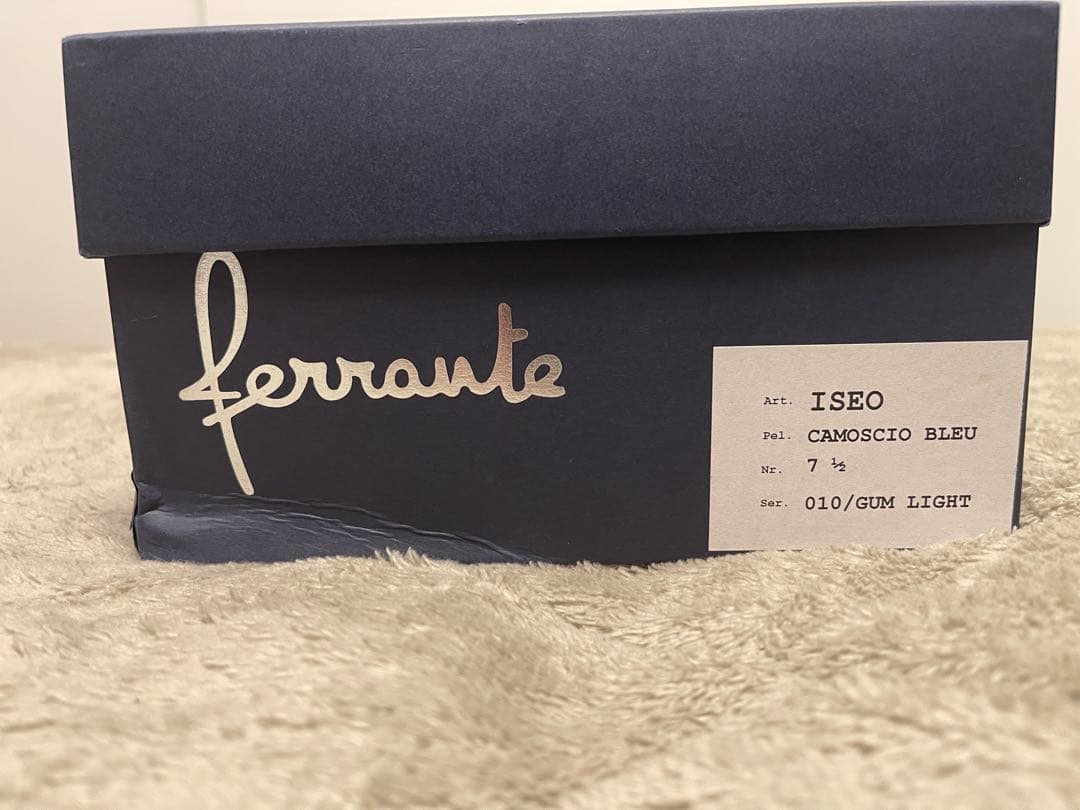 ferrante
Art. ISEO
Pel. CAMOSCIO BLEU
Nr. 7 ½
Ser. 010/GUM LIGHT